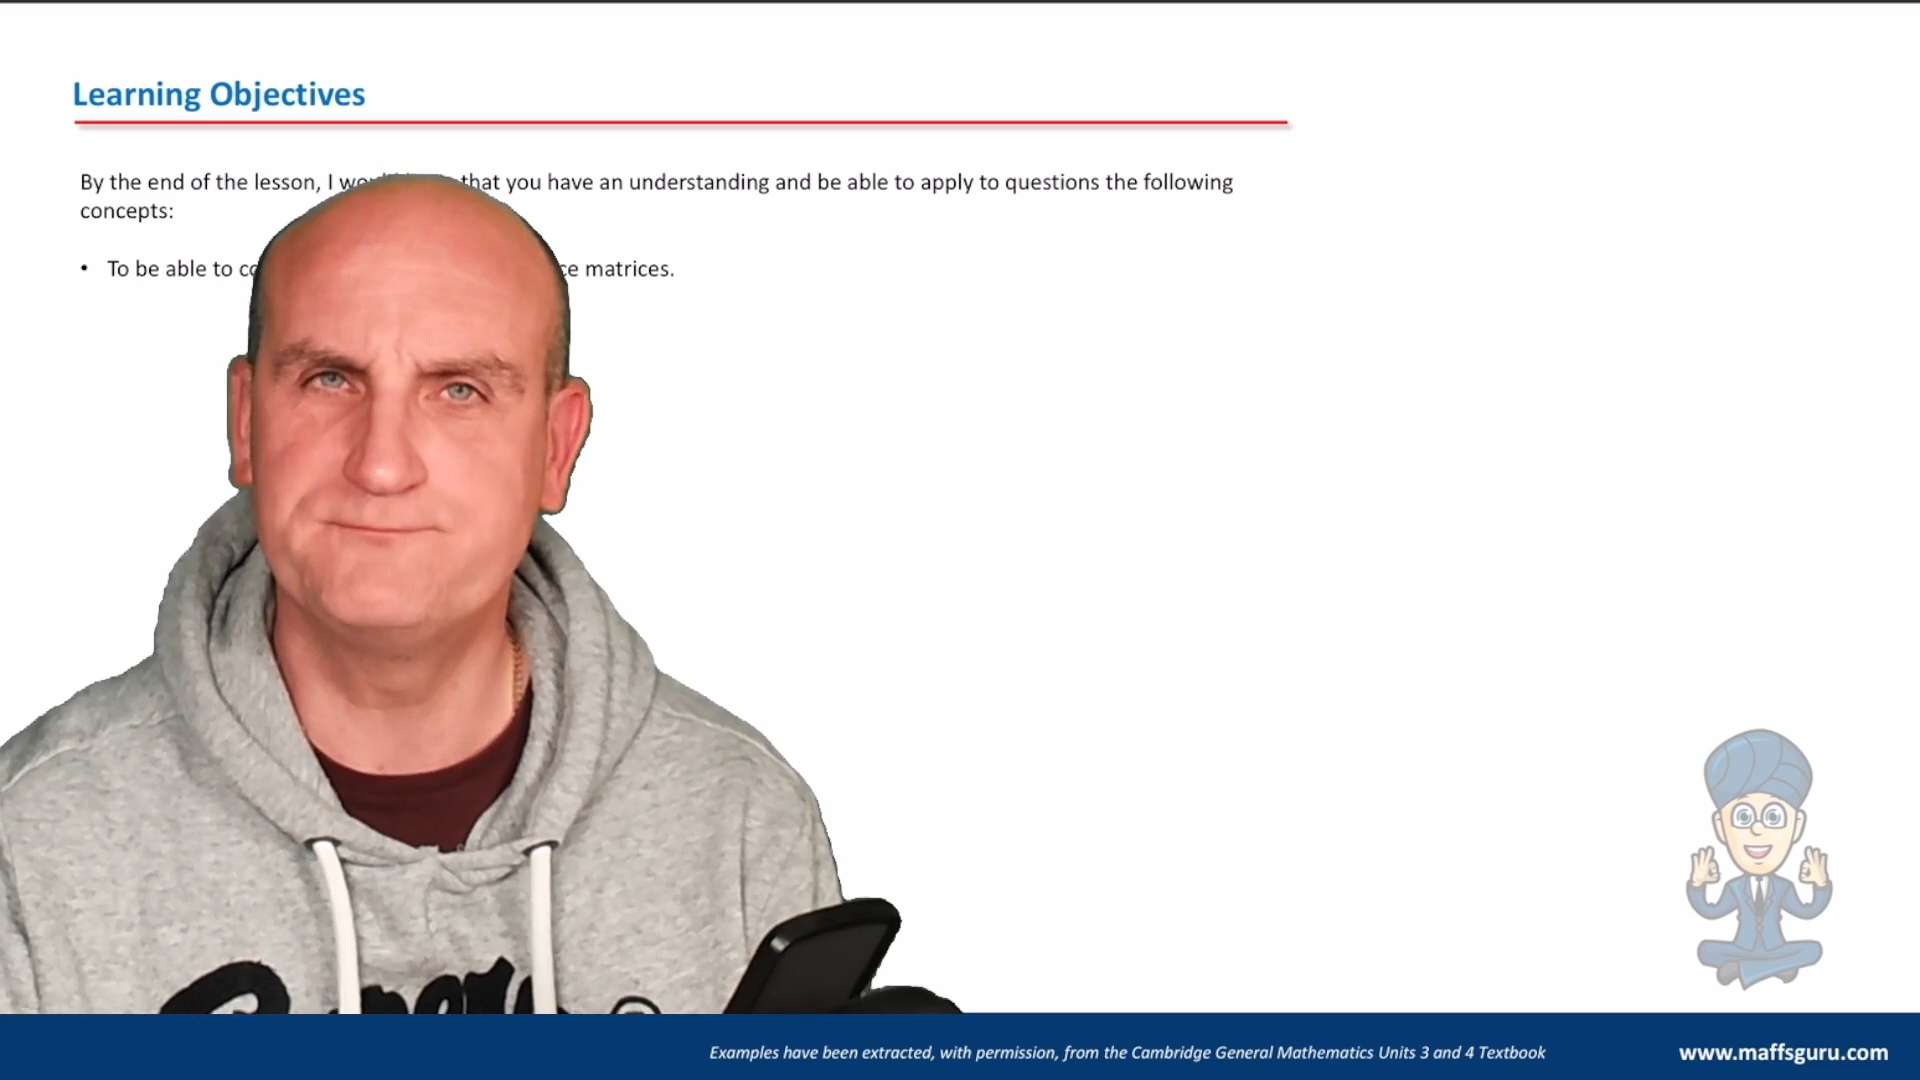 Learning Objectives
By the end of the lesson, I that you have an understanding and be able to apply to questions the following
concepts:
• To be able to matrices.
Examples have been extracted, with permission, from the Cambridge General Mathematics Units 3 and 4 Textbook
www.maffsguru.com